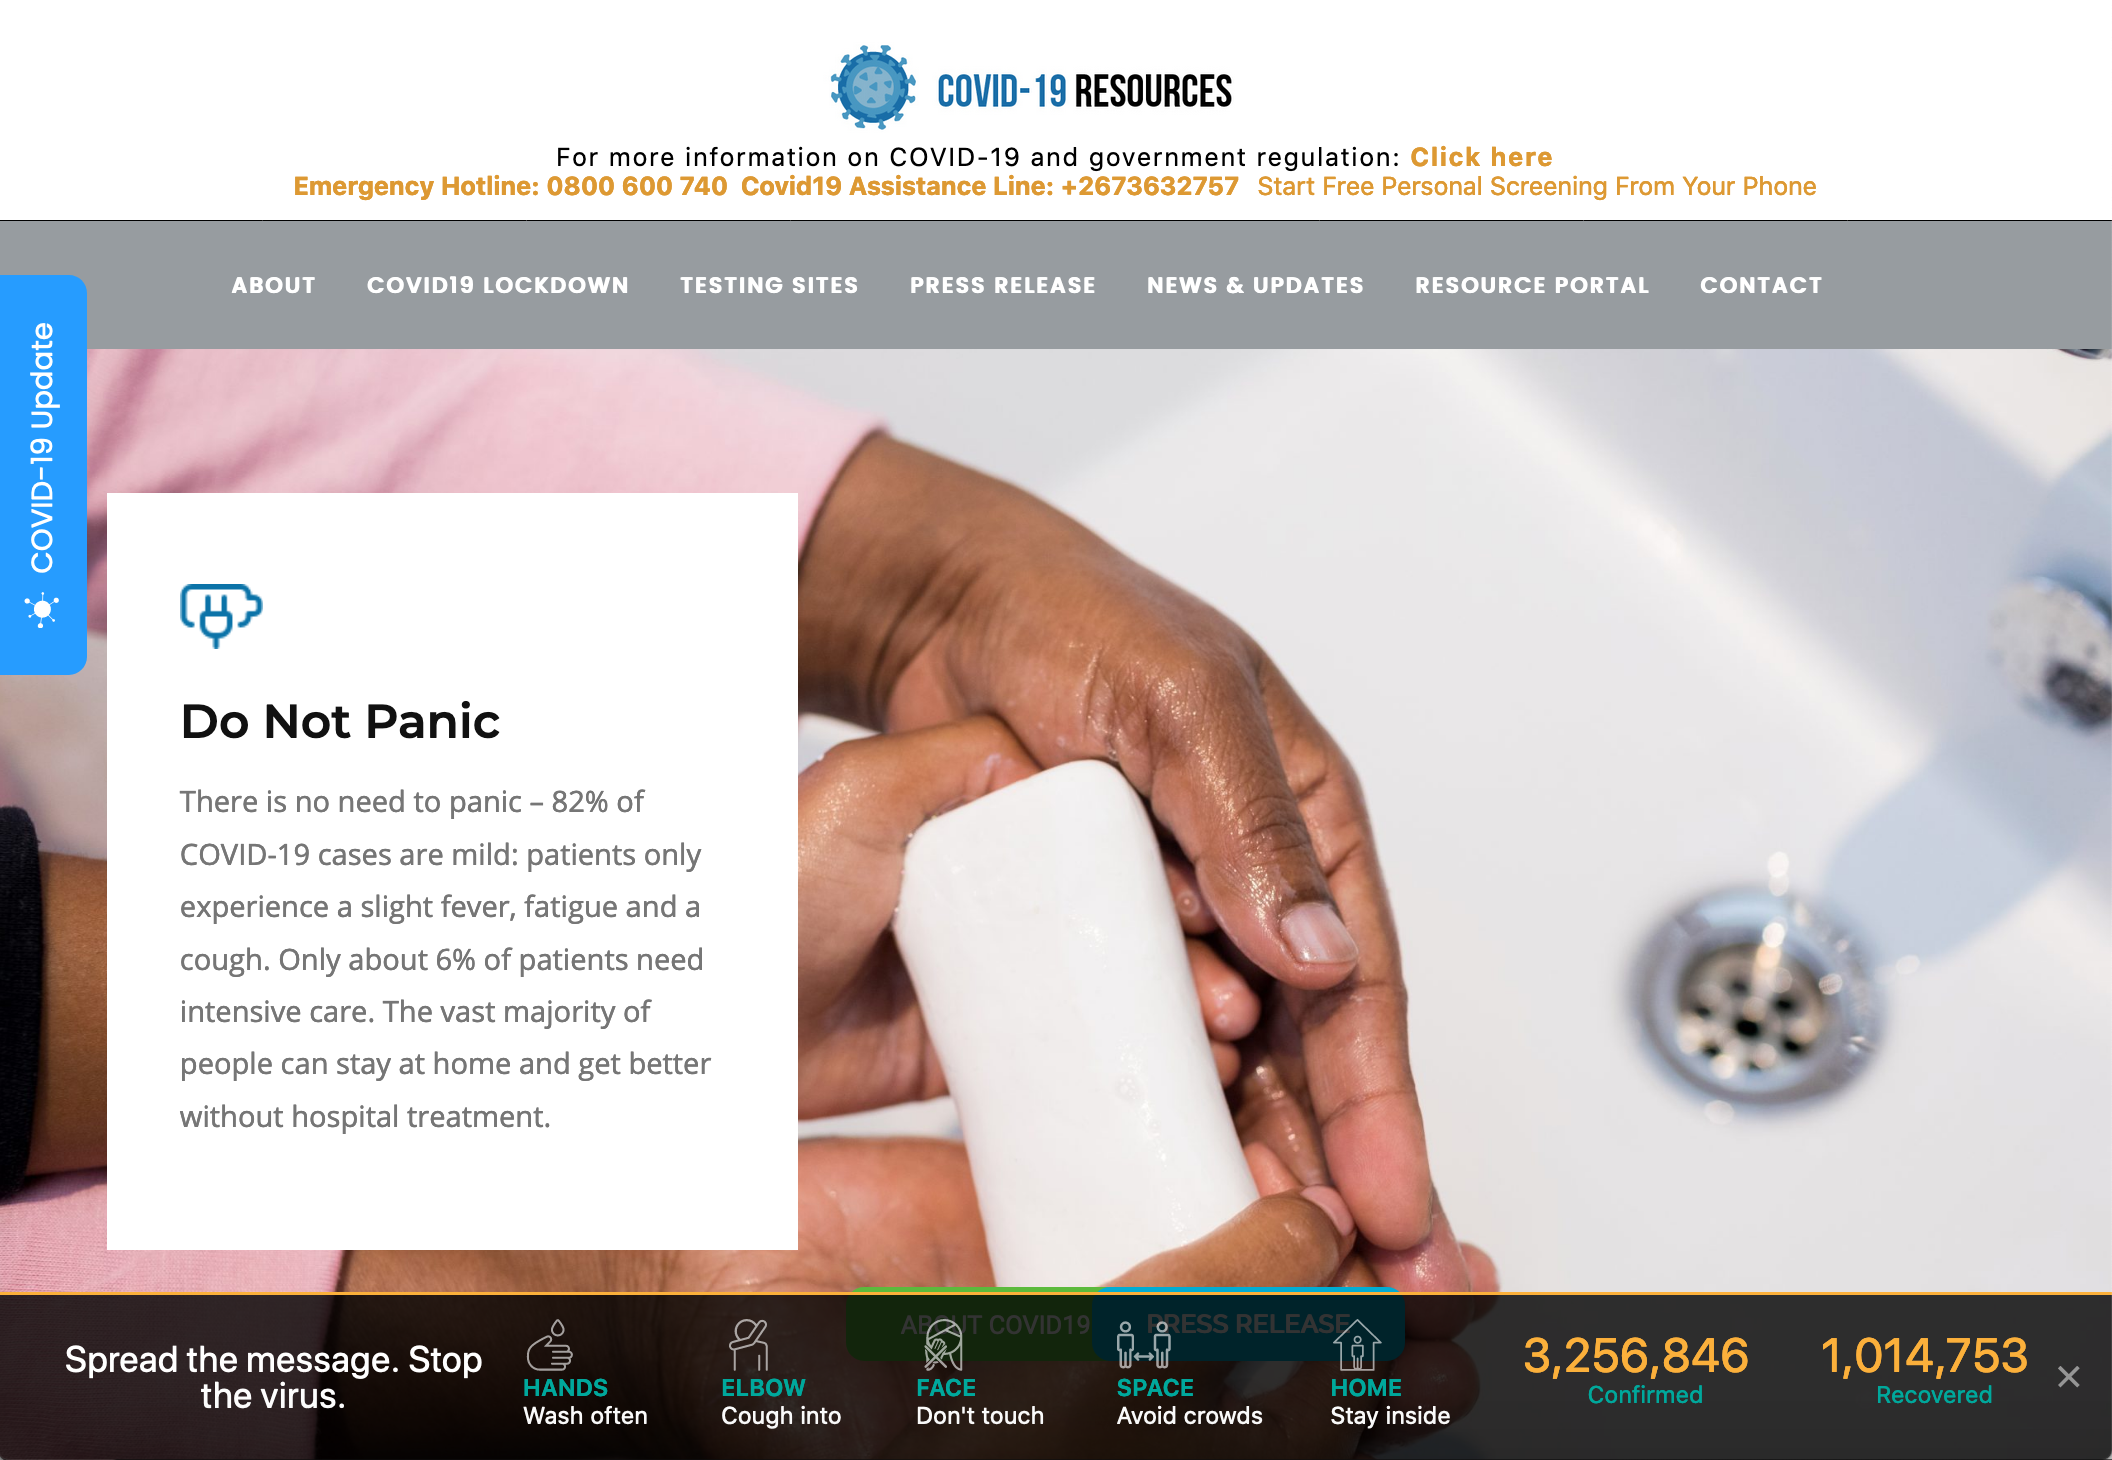 COVID-19 RESOURCES
For more information on COVID-19 and government regulation: Click here
Emergency Hotline: 0800 600 740 Covid19 Assistance Line: +2673632757 Start Free Personal Screening From Your Phone
ABOUT COVID19 LOCKDOWN TESTING SITES PRESS RELEASE NEWS & UPDATES RESOURCE PORTAL CONTACT
COVID-19 Update
Do Not Panic
There is no need to panic – 82% of
COVID-19 cases are mild: patients only
experience a slight fever, fatigue and a
cough. Only about 6% of patients need
intensive care. The vast majority of
people can stay at home and get better
without hospital treatment.
ABOUT COVID19
PRESS RELEASE
Spread the message. Stop
the virus.
HANDS
Wash often
ELBOW
Cough into
FACE
Don't touch
SPACE
Avoid crowds
HOME
Stay inside
3,256,846
Confirmed
1,014,753
Recovered